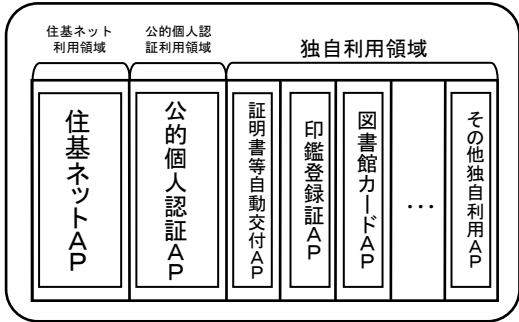 住基ネット
利用領域
公的個人認
証利用領域
独自利用領域
住基ネットAP
公的個人認証AP
証明書等自動交付AP
印鑑登録証AP
図書館カードAP
…
その他独自利用AP